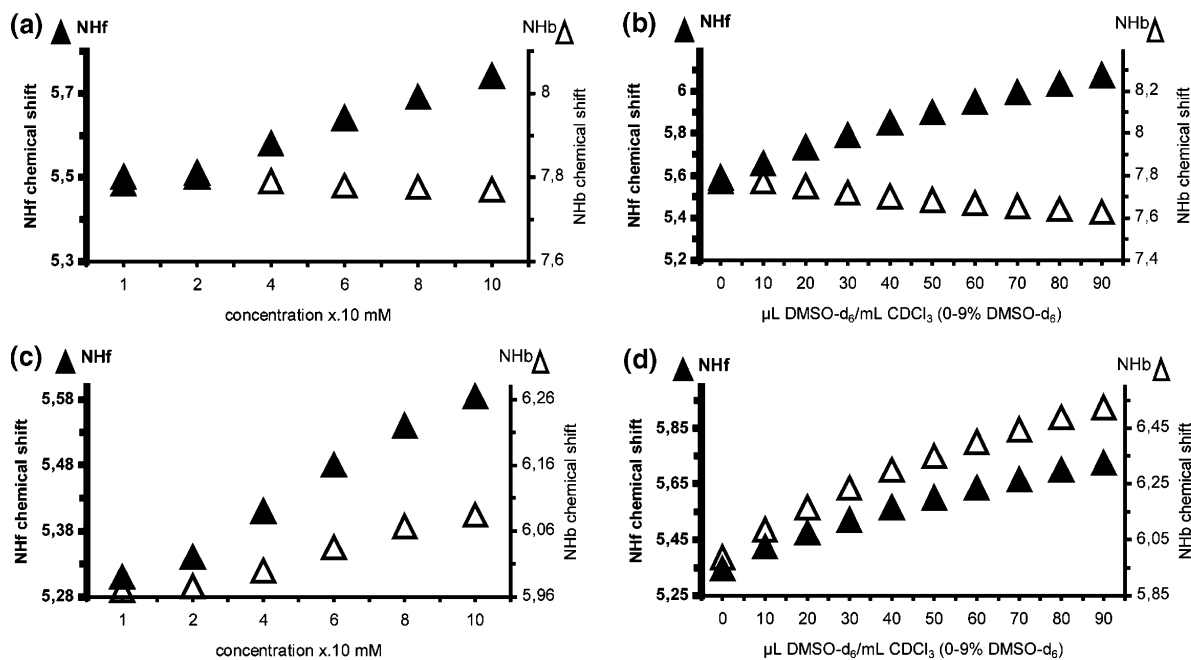 (a)
NHf
NHb
NHf chemical shift
5,7
5,5
5,3
8
7,8
7,6
NHb chemical shift
1 2 4 6 8 10
concentration x.10 mM
(b)
NHf
NHb
NHf chemical shift
6
5,8
5,6
5,4
5,2
8,2
8
7,8
7,6
7,4
NHb chemical shift
0 10 20 30 40 50 60 70 80 90
µL DMSO-d₆/mL CDCl₃ (0-9% DMSO-d₆)
(c)
NHf
NHb
NHf chemical shift
5,58
5,48
5,38
5,28
6,26
6,16
6,06
5,96
NHb chemical shift
1 2 4 6 8 10
concentration x.10 mM
(d)
NHf
NHb
NHf chemical shift
5,85
5,65
5,45
5,25
6,45
6,25
6,05
5,85
NHb chemical shift
0 10 20 30 40 50 60 70 80 90
µL DMSO-d₆/mL CDCl₃ (0-9% DMSO-d₆)